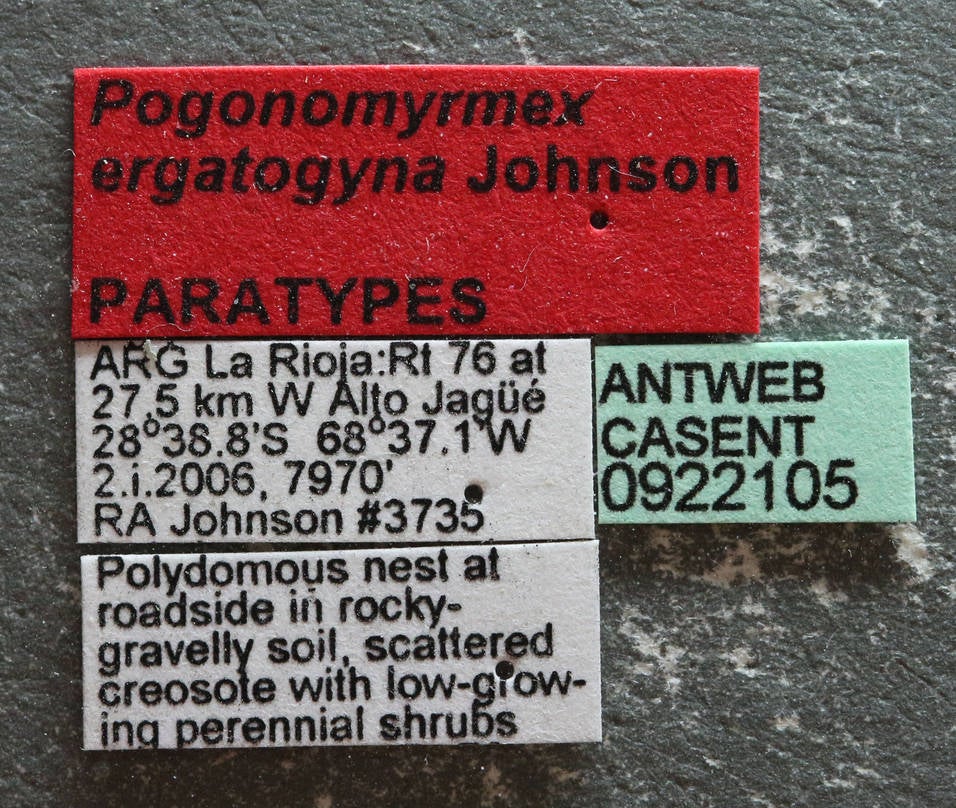 Pogonomyrmex
ergatogyna Johnson
PARATYPES
ARG La Rioja:Rt 76 at
27.5 km W Alto Jagüé
28°38.8'S 68°37.1'W
2.i.2006, 7970'
RA Johnson #3735
ANTWEB
CASENT
0922105
Polydomous nest at
roadside in rocky-
gravelly soil, scattered
creosote with low-grow-
ing perennial shrubs